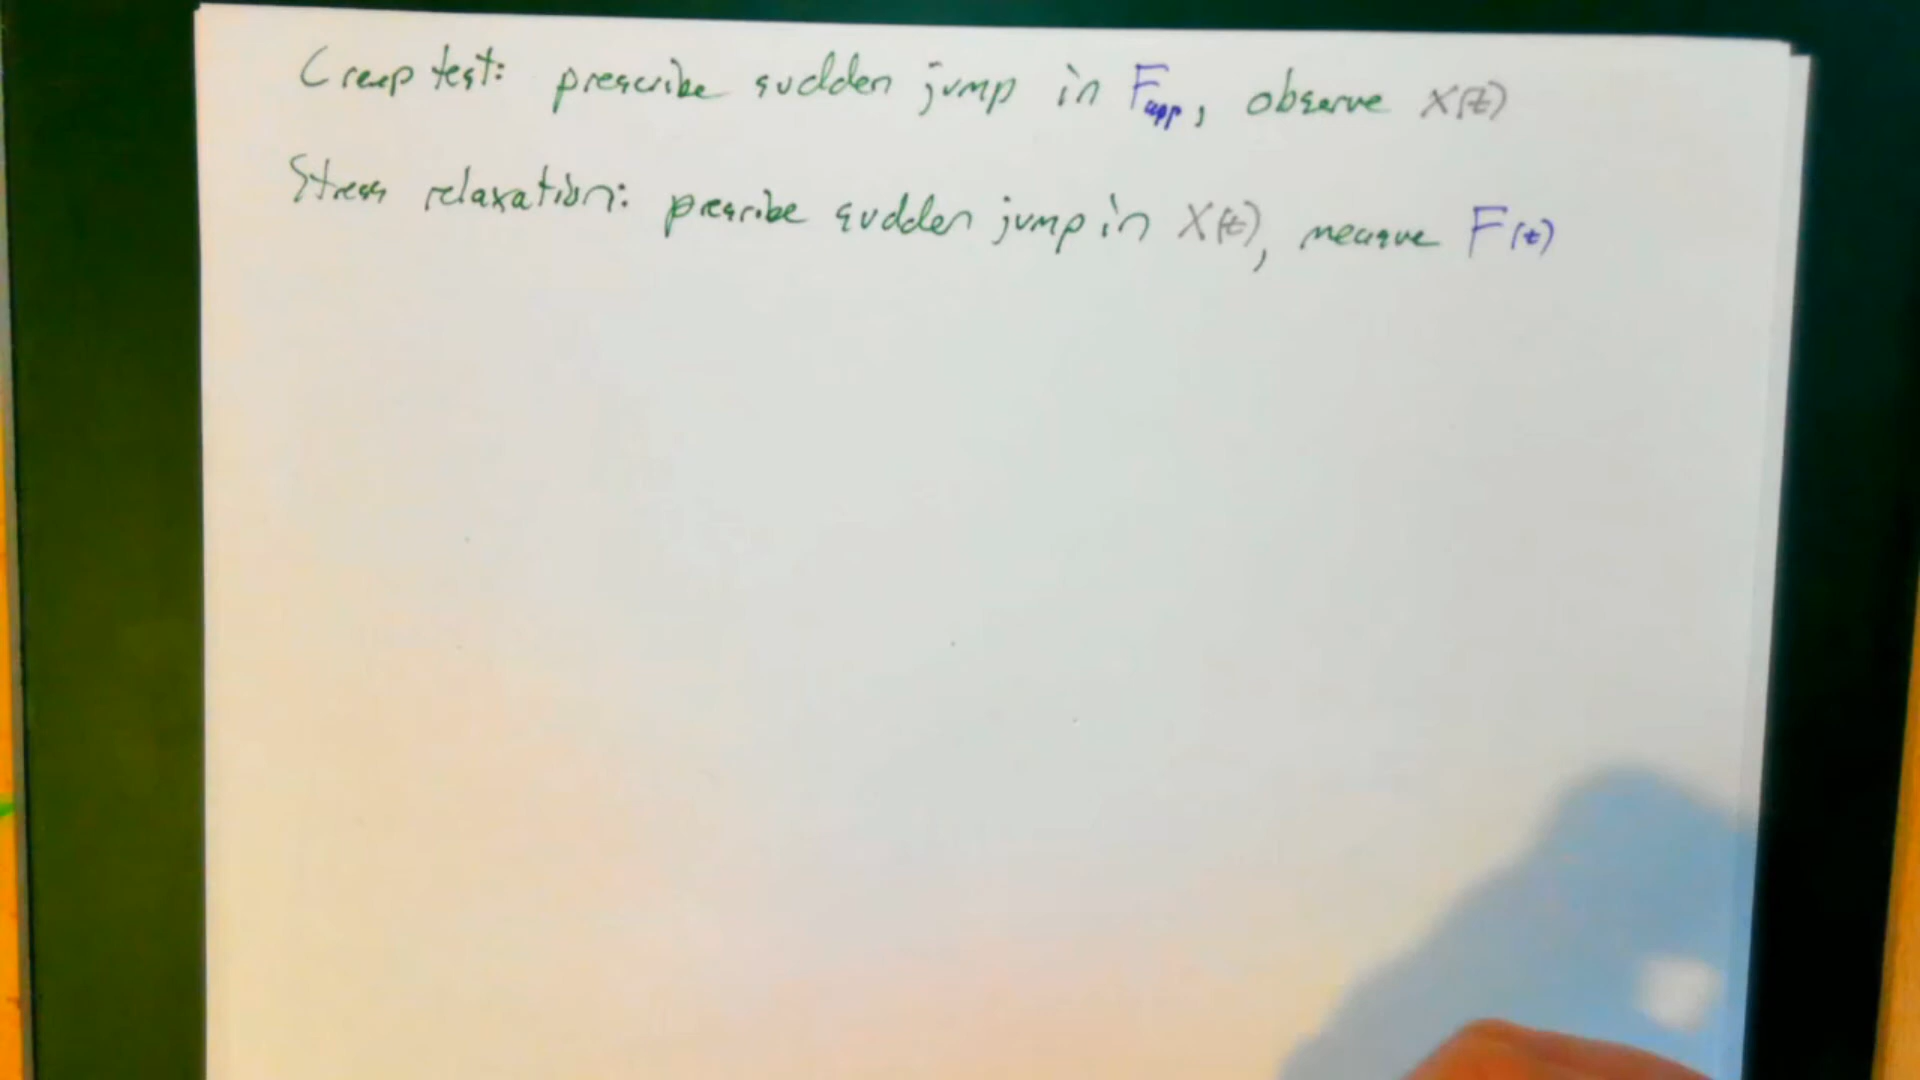 Creep test: prescribe sudden jump in Fapp, observe X(t)
Stress relaxation: prescribe sudden jump in X(t), measure F(t)